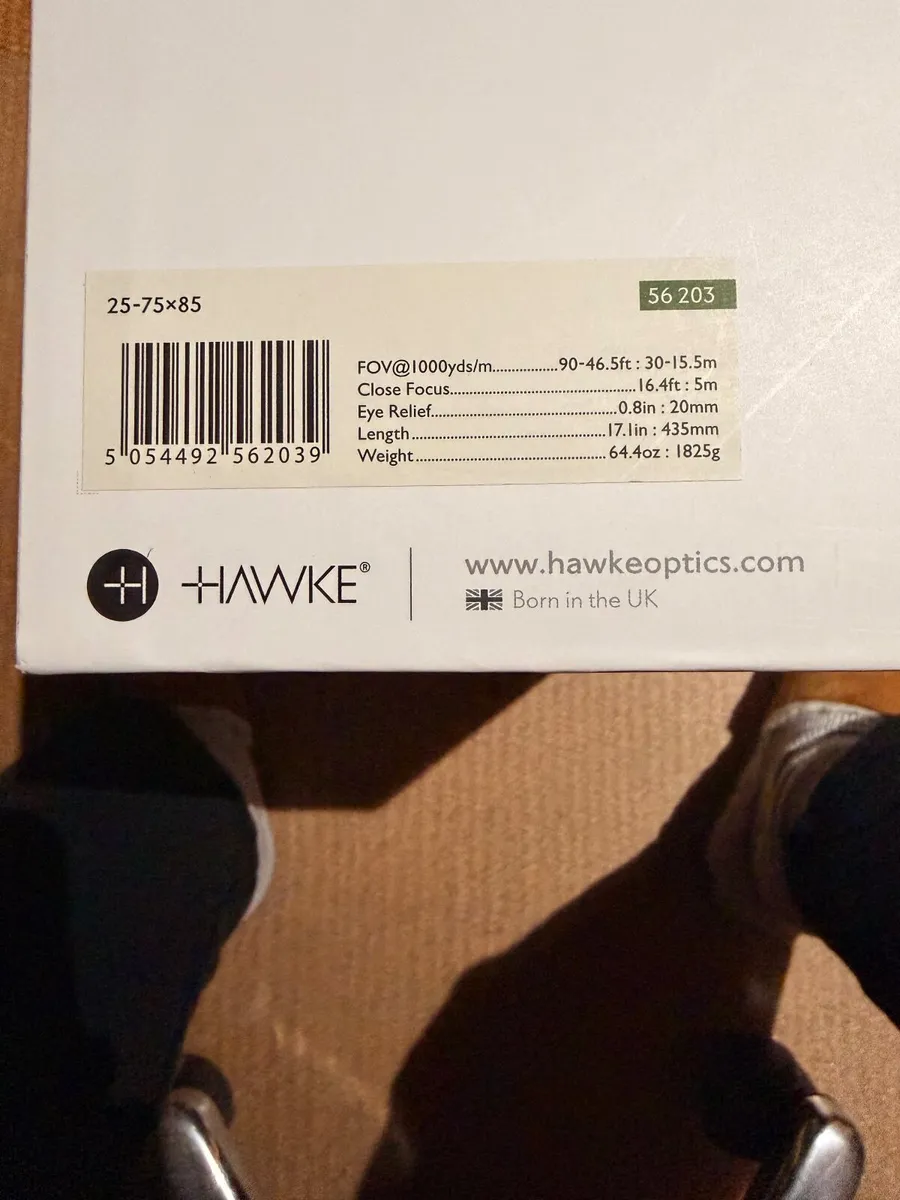 25-75×85
56 203
FOV@1000yds/m.................90-46.5ft : 30-15.5m
Close Focus.................................................16.4ft : 5m
Eye Relief.................................................0.8in : 20mm
Length.................................................17.1in : 435mm
Weight.................................................64.4oz : 1825g
5 054492 562039
H HAWKE®
www.hawkeoptics.com
Born in the UK